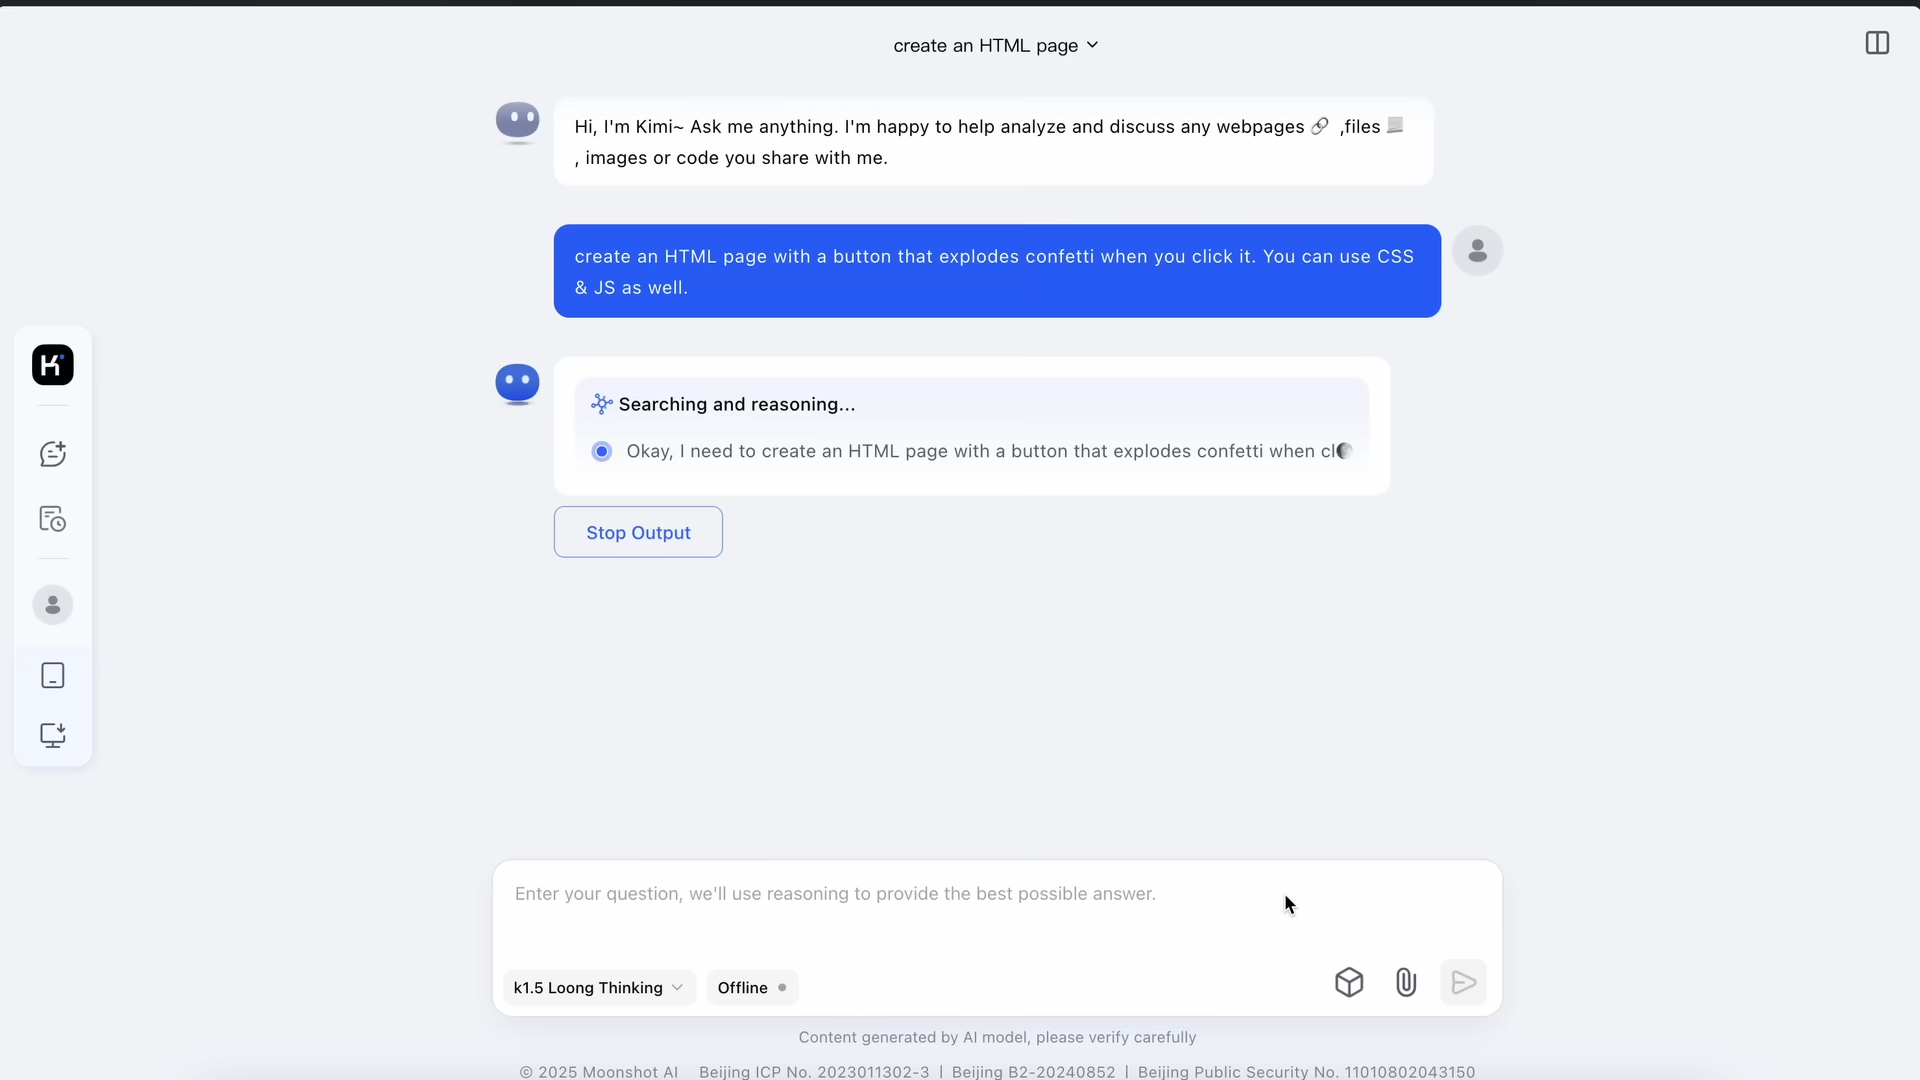 create an HTML page
Hi, I'm Kimi~ Ask me anything. I'm happy to help analyze and discuss any webpages 🔗 ,files 📃
, images or code you share with me.
create an HTML page with a button that explodes confetti when you click it. You can use CSS
& JS as well.
K
Searching and reasoning...
Okay, I need to create an HTML page with a button that explodes confetti when cl
Stop Output
Enter your question, we'll use reasoning to provide the best possible answer.
k1.5 Loong Thinking
Offline
Content generated by AI model, please verify carefully
© 2025 Moonshot AI Beijing ICP No. 2023011302-3 | Beijing B2-20240852 | Beijing Public Security No. 11010802043150